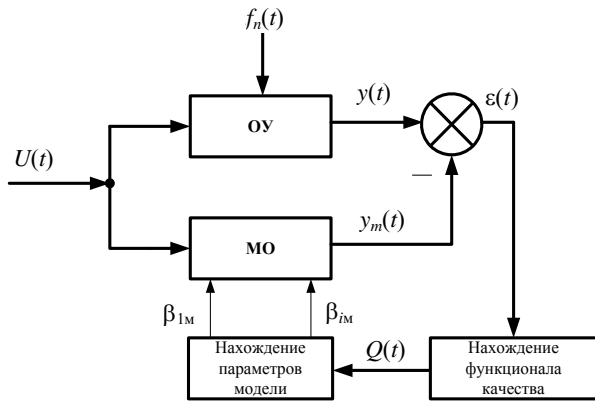 fn(t)
y(t)
ε(t)
ОУ
U(t)
—
ym(t)
МО
β1м
βiм
Нахождение
параметров
модели
Q(t)
Нахождение
функционала
качества